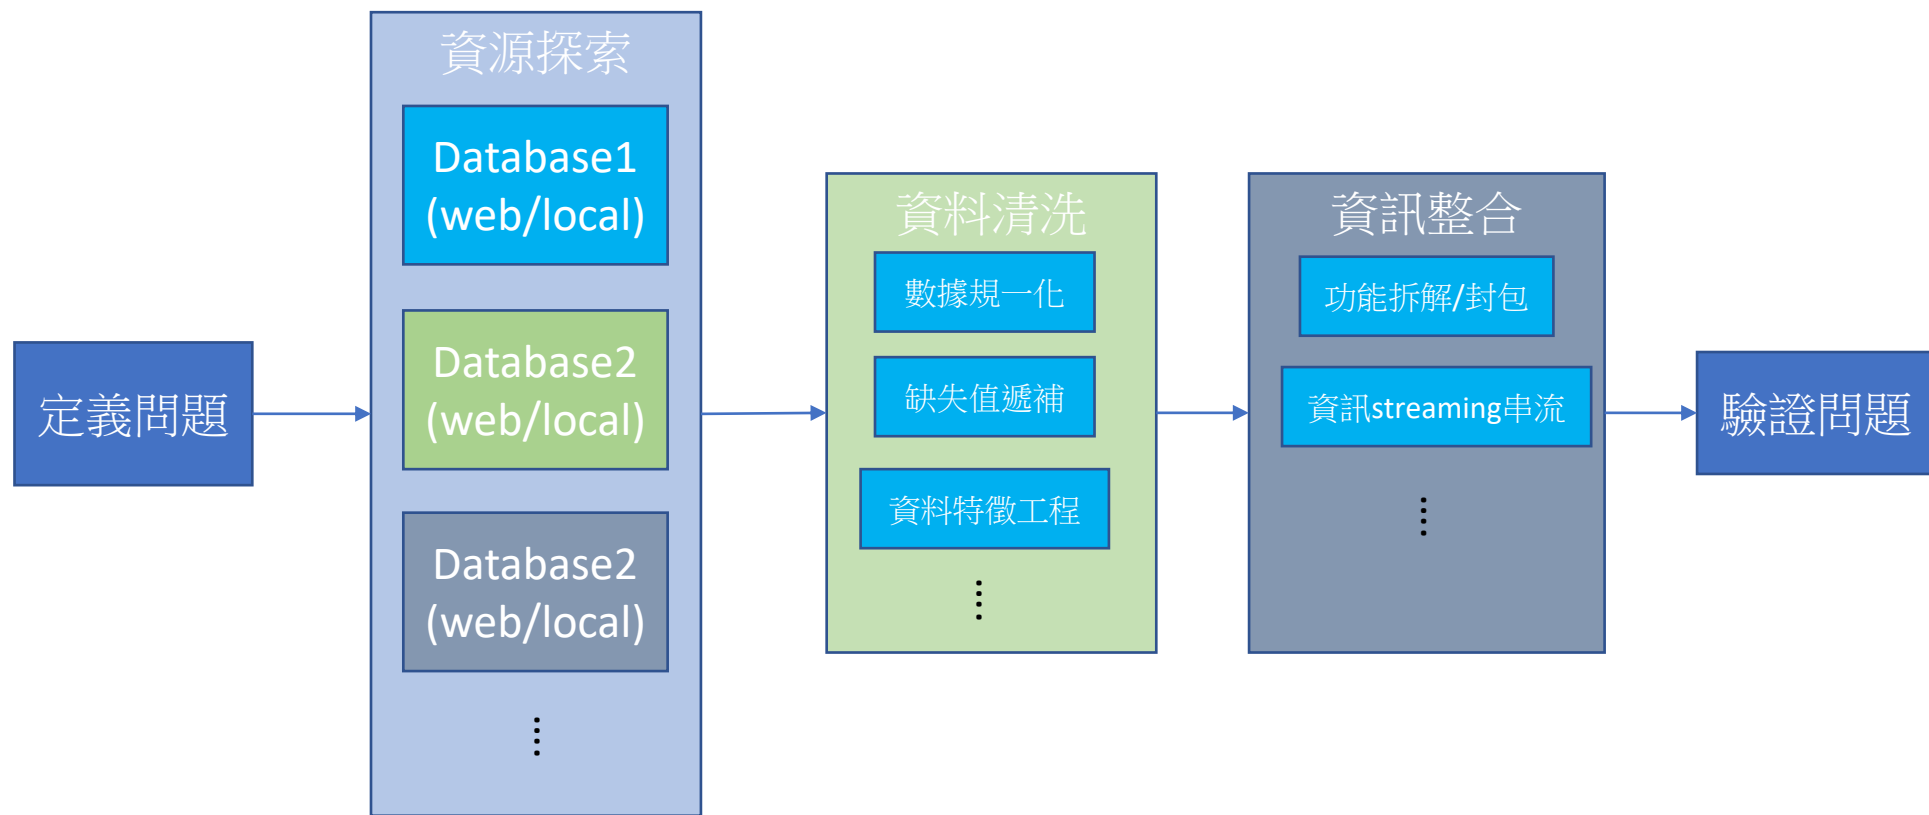 定義問題
資源探索
Database1
(web/local)
Database2
(web/local)
Database2
(web/local)
資料清洗
數據規一化
缺失值遞補
資料特徵工程
資訊整合
功能拆解/封包
資訊streaming串流
驗證問題